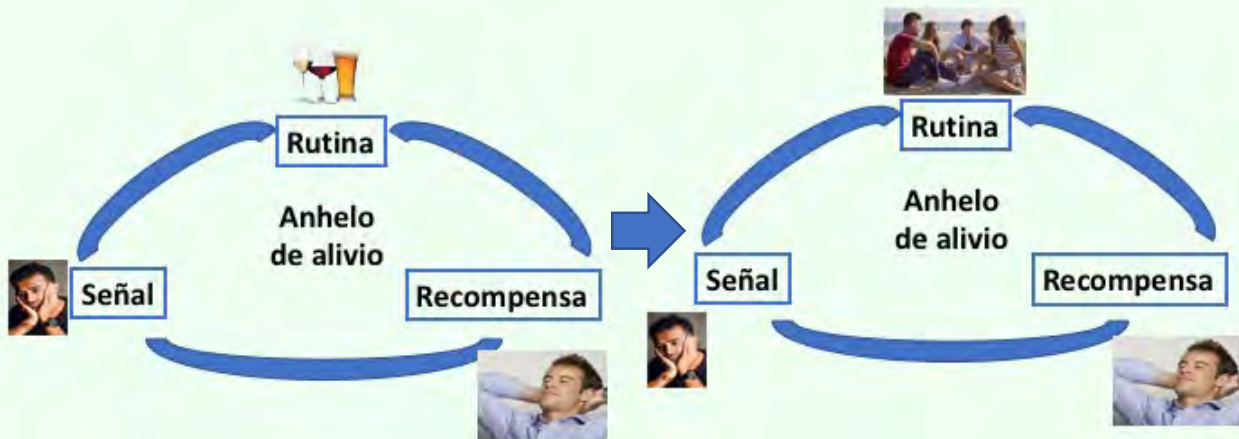 Rutina
Anhelo
de alivio
Señal
Recompensa
Rutina
Anhelo
de alivio
Señal
Recompensa